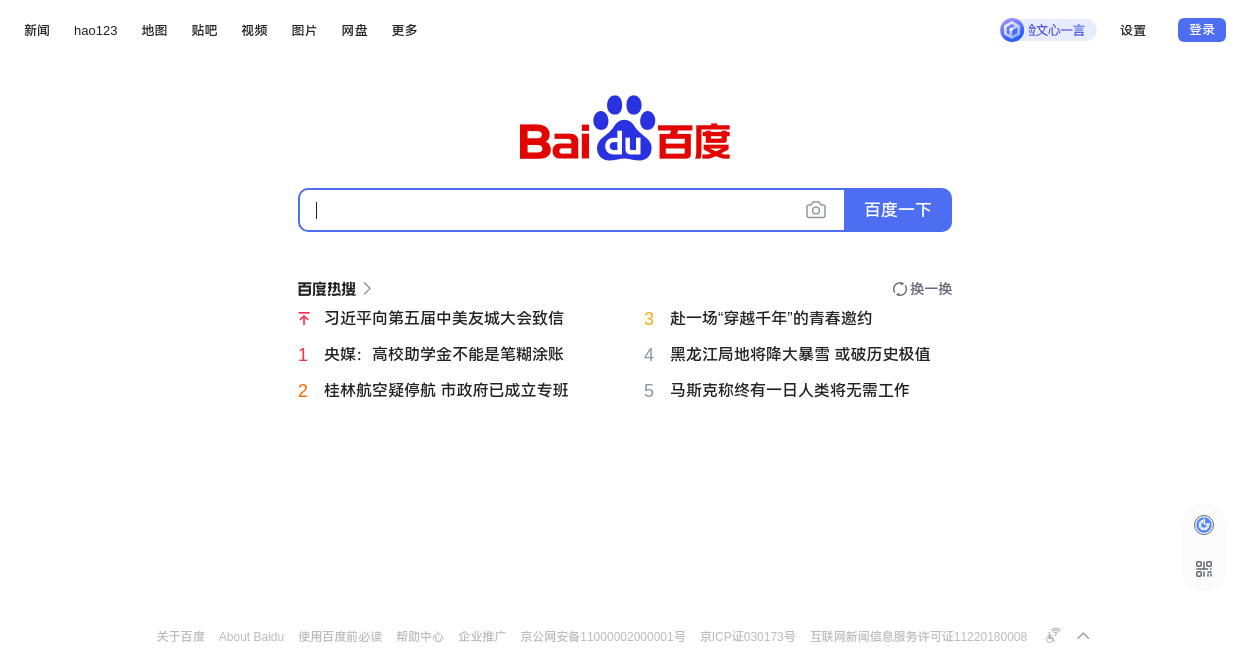 新闻 hao123 地图 贴吧 视频 图片 网盘 更多 文心一言 设置 登录
Bai du 百度
百度一下
百度热搜 换一换
习近平向第五届中美友城大会致信
3 赴一场“穿越千年”的青春邀约
1 央媒：高校助学金不能是笔糊涂账
4 黑龙江局地将降大暴雪 或破历史极值
2 桂林航空疑停航 市政府已成立专班
5 马斯克称终有一日人类将无需工作
关于百度 About Baidu 使用百度前必读 帮助中心 企业推广 京公网安备11000002000001号 京ICP证030173号 互联网新闻信息服务许可证11220180008